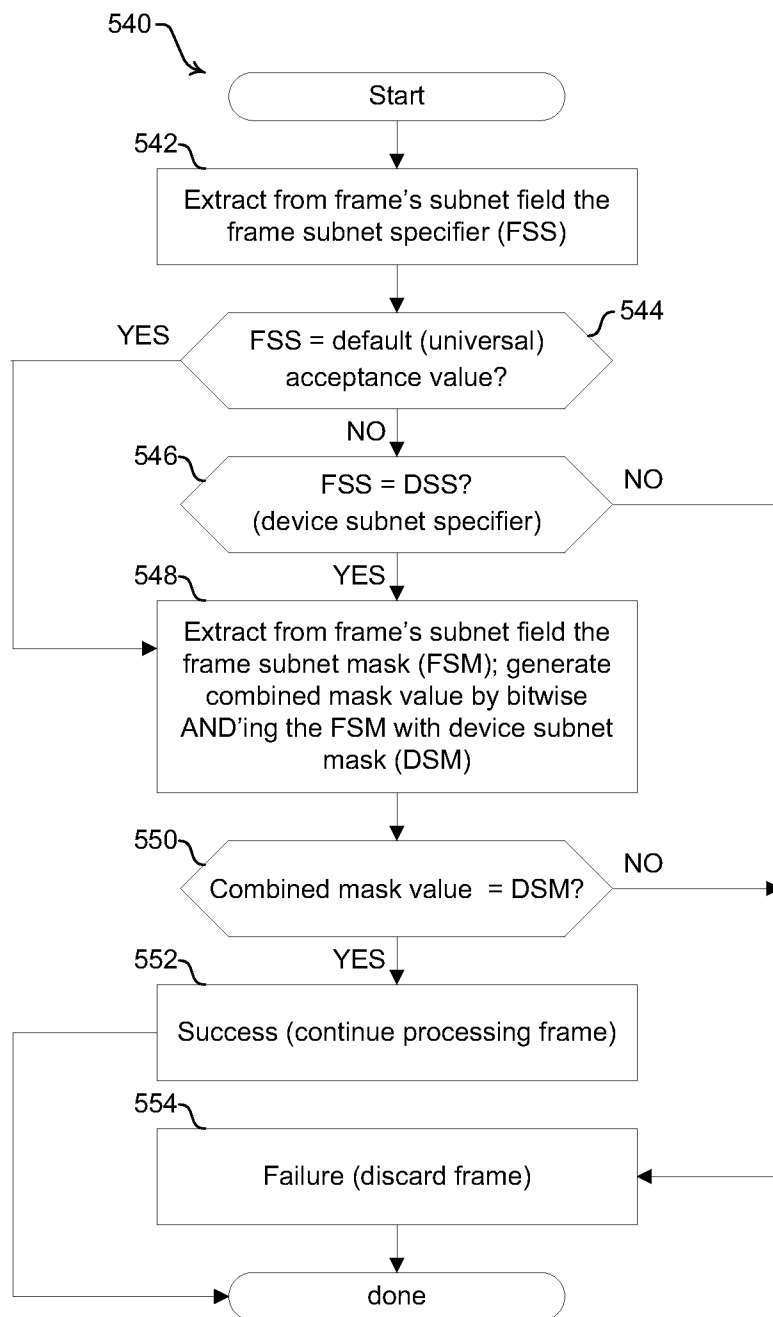 540
Start
542
Extract from frame's subnet field the
frame subnet specifier (FSS)
544
YES
FSS = default (universal)
acceptance value?
NO
546
FSS = DSS?
(device subnet specifier)
NO
YES
548
Extract from frame's subnet field the
frame subnet mask (FSM); generate
combined mask value by bitwise
AND'ing the FSM with device subnet
mask (DSM)
550
Combined mask value = DSM?
NO
YES
552
Success (continue processing frame)
554
Failure (discard frame)
done